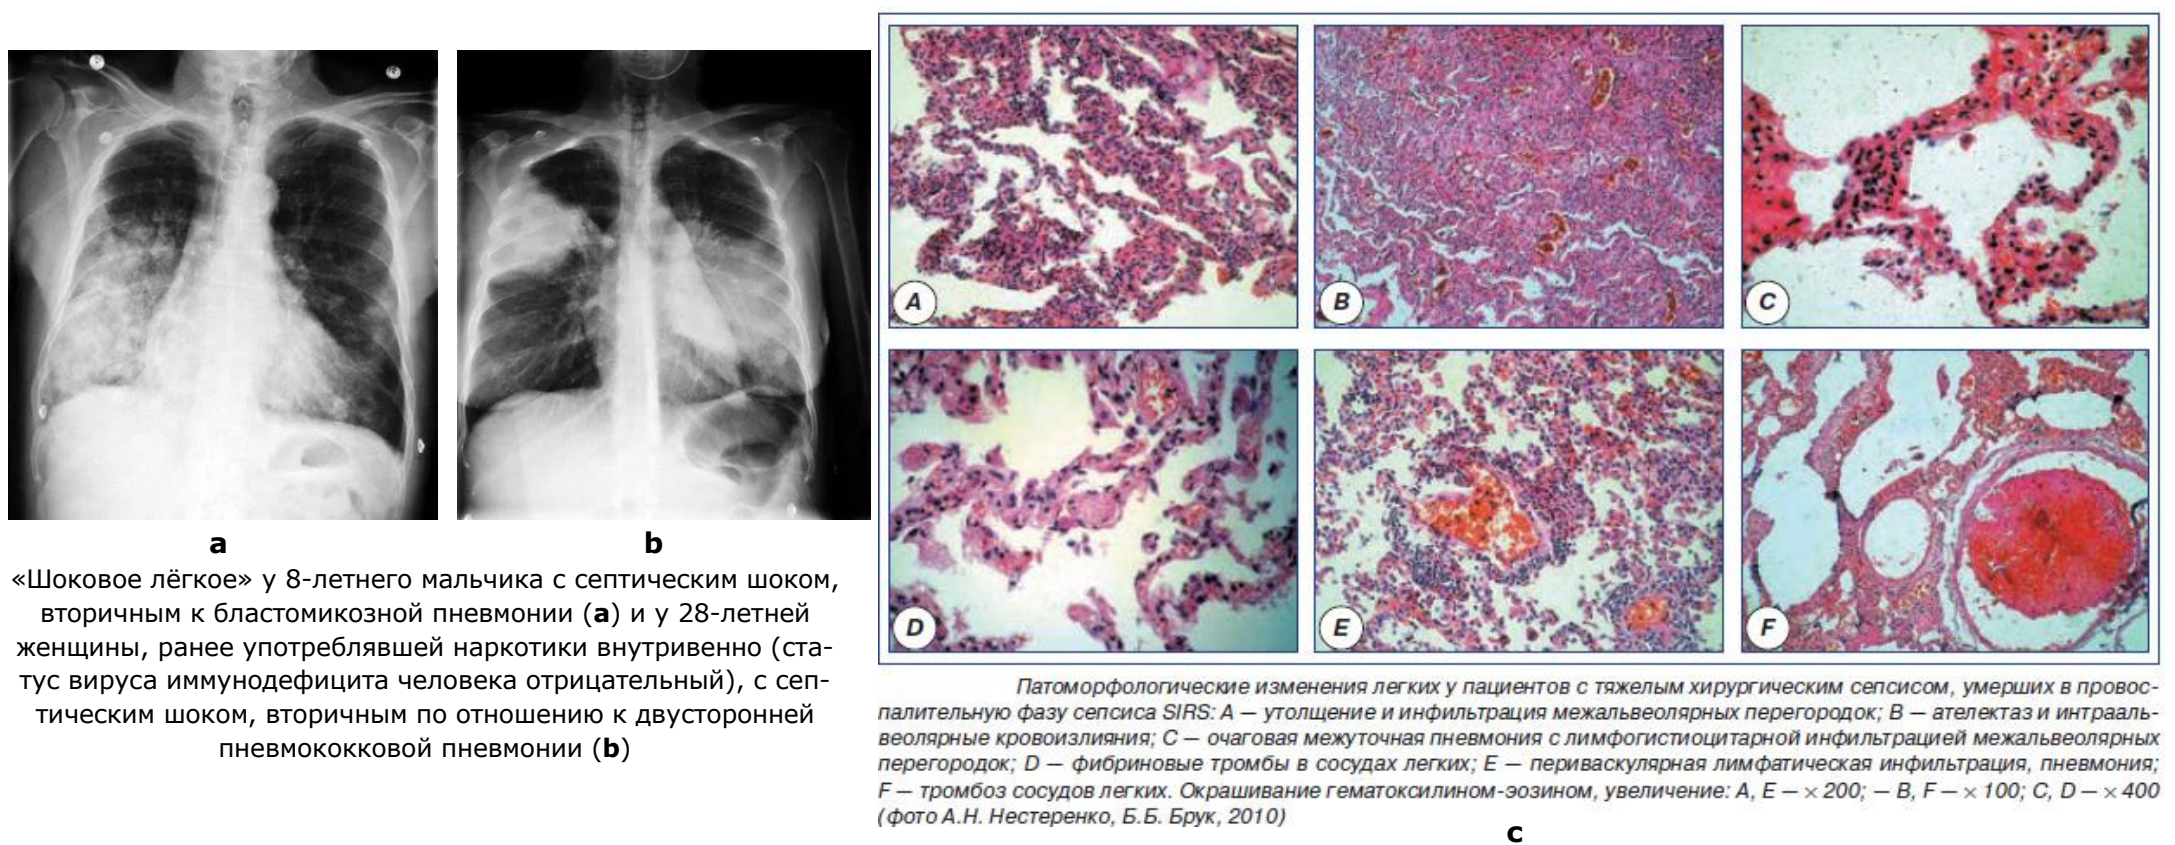 A
B
C
D
E
F
a
b
«Шоковое лёгкое» у 8-летнего мальчика с септическим шоком,
вторичным к бластомикозной пневмонии (a) и у 28-летней
женщины, ранее употреблявшей наркотики внутривенно (ста-
тус вируса иммунодефицита человека отрицательный), с сеп-
тическим шоком, вторичным по отношению к двусторонней
пневмококковой пневмонии (b)
Патоморфологические изменения легких у пациентов с тяжелым хирургическим сепсисом, умерших в провос-
палительную фазу сепсиса SIRS: A — утолщение и инфильтрация межальвеолярных перегородок; B — ателектаз и интрааль-
веолярные кровоизлияния; C — очаговая межуточная пневмония с лимфогистиоцитарной инфильтрацией межальвеолярных
перегородок; D — фибриновые тромбы в сосудах легких; E — периваскулярная лимфатическая инфильтрация, пневмония;
F — тромбоз сосудов легких. Окрашивание гематоксилином-эозином, увеличение: A, E — × 200; — B, F — × 100; C, D — × 400
(фото А.Н. Нестеренко, Б.Б. Брук, 2010)
c